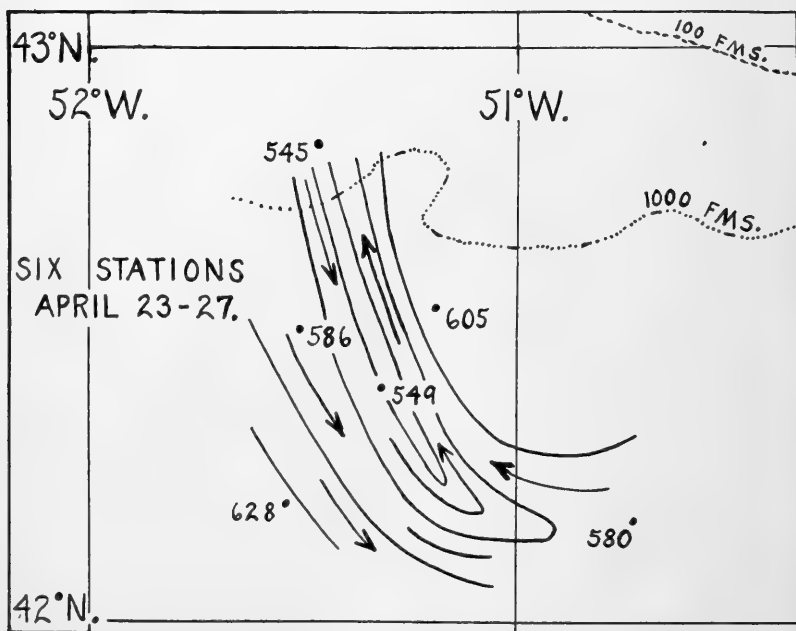 100 FMS.
43°N.
52°W.
51°W.
545
1000 FMS.
SIX STATIONS
APRIL 23-27.
605
586
549
628
580
42°N.